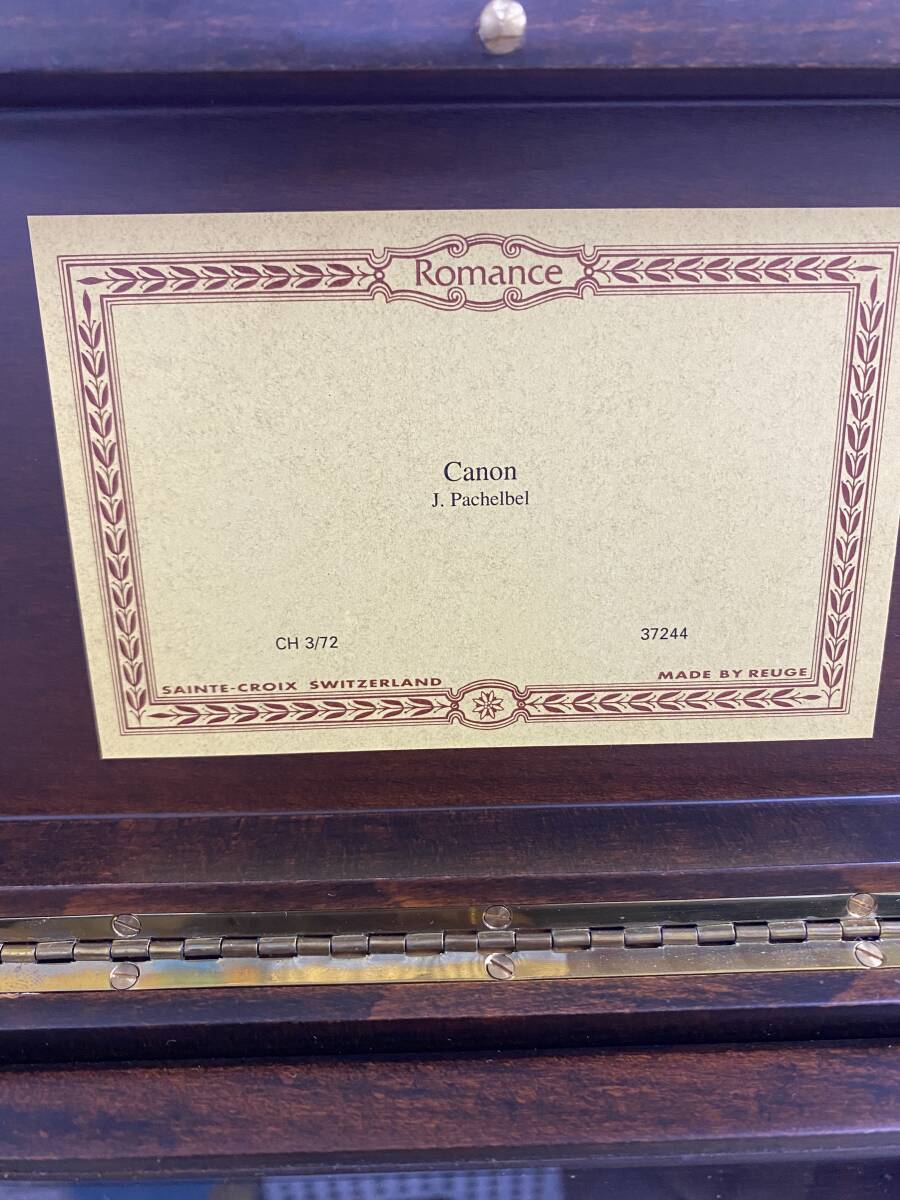 Romance
Canon
J. Pachelbel
CH 3/72
37244
SAINTE-CROIX SWITZERLAND
MADE BY REUGE